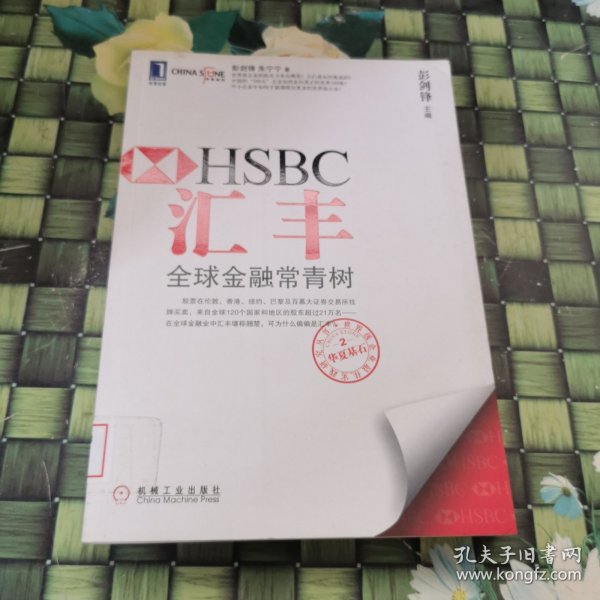 华章经管
CHINA STONE
彭剑锋 朱宁宁 著
彭剑锋 主编
HSBC
汇丰
全球金融常青树
股票在伦敦、香港、纽约、巴黎及百慕大证券交易所挂
牌买卖,来自全球120个国家和地区的股东超过21万名——
在全球金融业中汇丰堪称翘楚,可为什么偏偏是汇丰
2
华夏基石
机械工业出版社
China Machine Press
HSBC
HSBC
孔夫子旧书网
www.kongfz.com